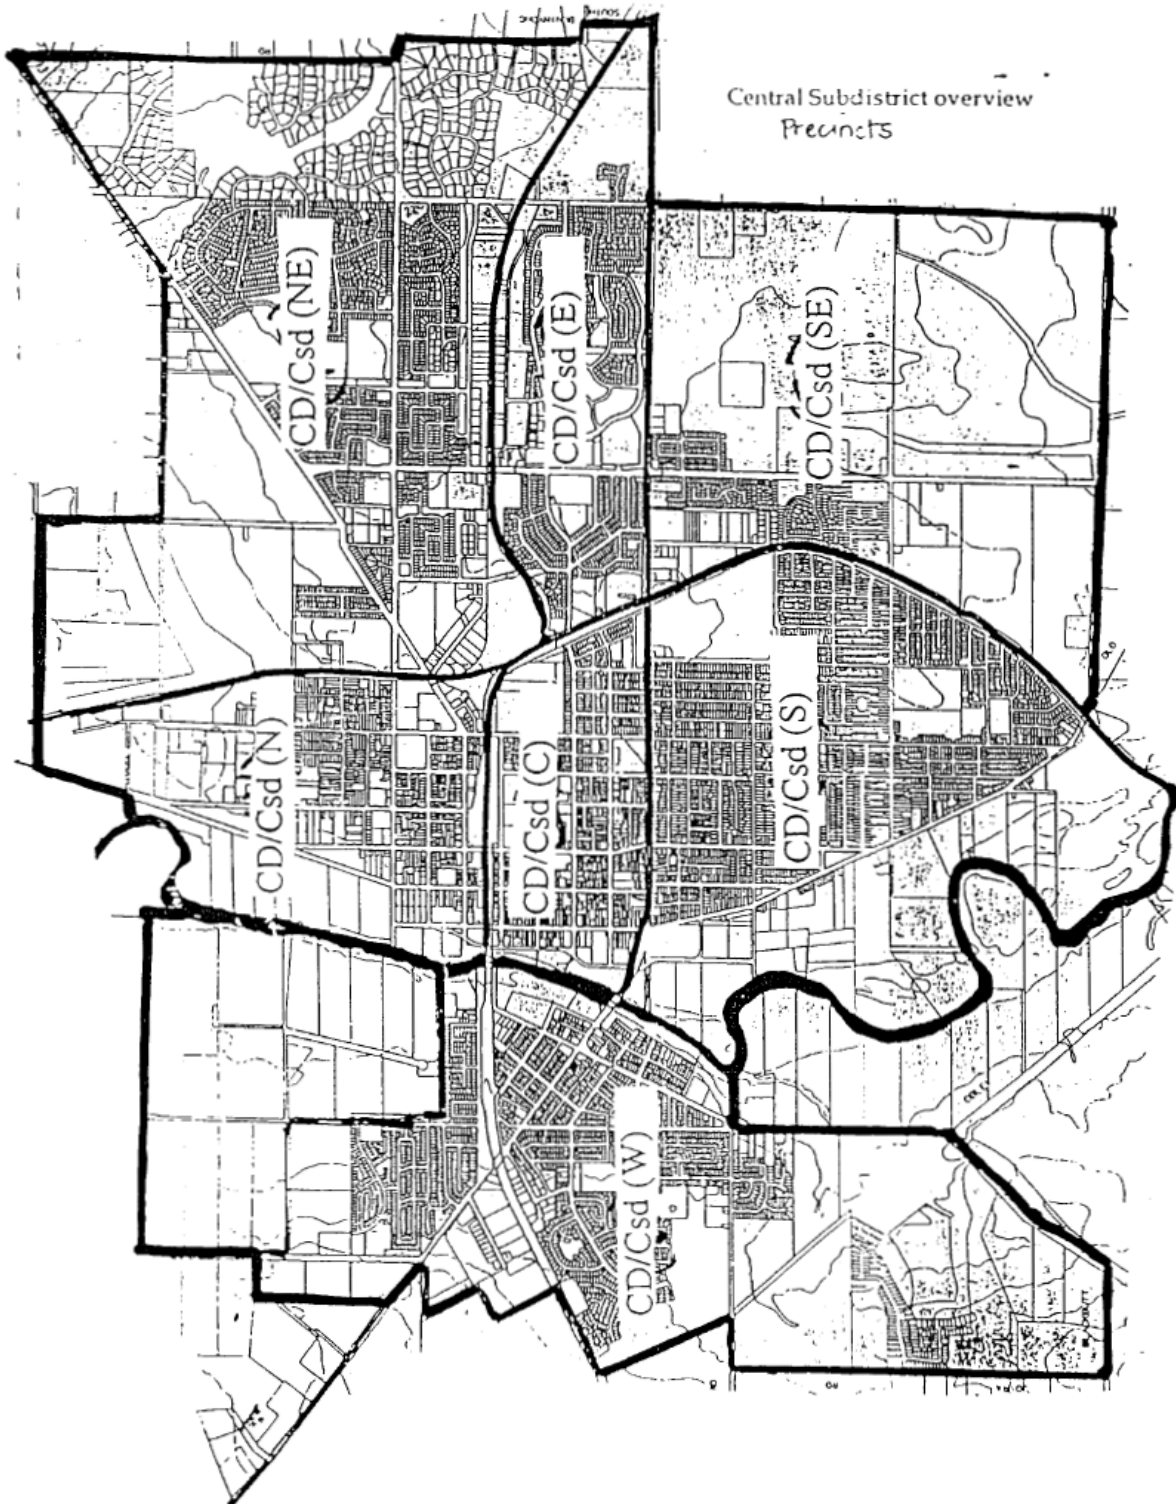 Central Subdistrict overview
Precincts
CD/Csd (NE)
CD/Csd (E)
CD/Csd (SE)
CD/Csd (N)
CD/Csd (C)
CD/Csd (S)
CD/Csd (W)